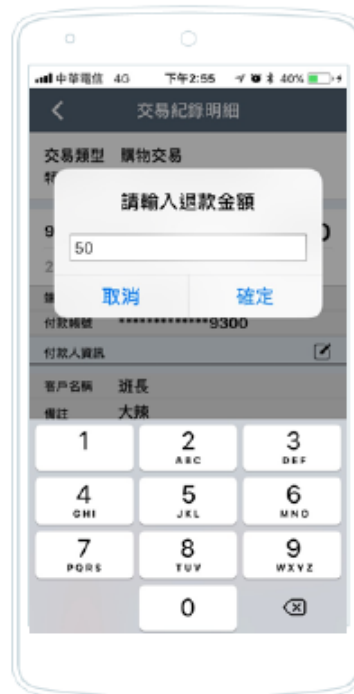 中華電信 4G 下午2:55 40%
交易紀錄明細
交易類型 購物交易
請輸入退款金額
50
取消 確定
付款帳號 *************9300
付款人資訊
客戶名稱 班長
備註 大辣
1 2 3
ABC DEF
4 5 6
GHI JKL MNO
7 8 9
PQRS TUV WXYZ
0